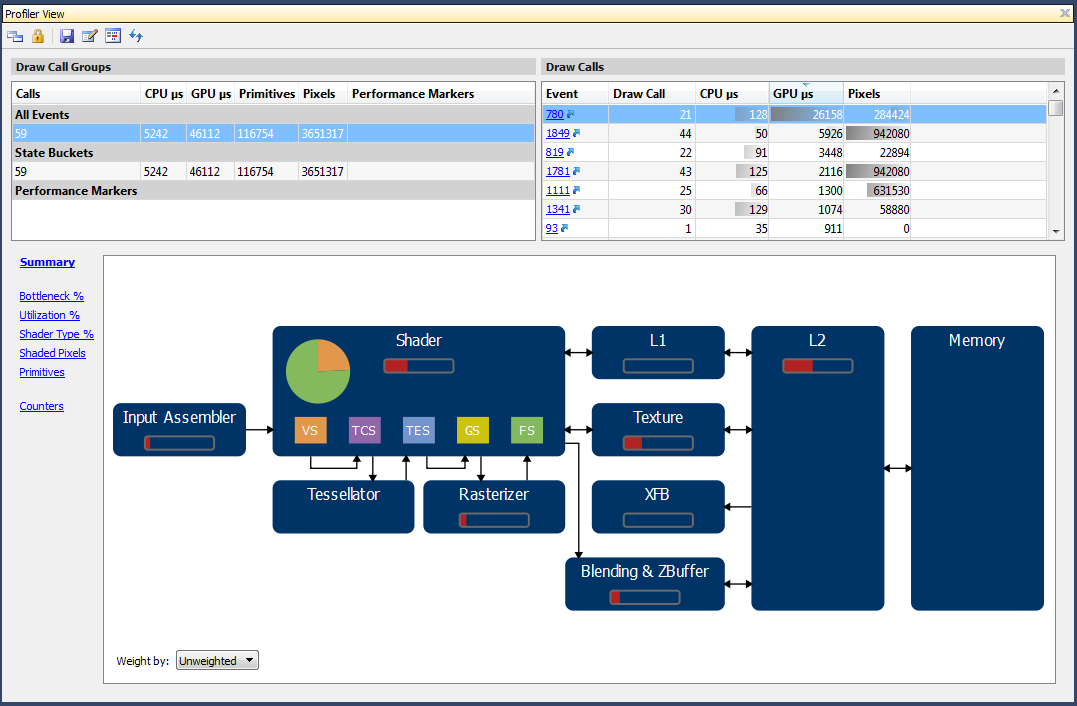 Profiler View
Draw Call Groups
Calls CPU µs GPU µs Primitives Pixels Performance Markers
All Events
59 5242 46112 116754 3651317
State Buckets
59 5242 46112 116754 3651317
Performance Markers
Draw Calls
Event Draw Call CPU µs GPU µs Pixels
780 21 128 26158 284424
1849 44 50 5926 942080
819 22 91 3448 22894
1781 43 125 2116 942080
1111 25 66 1300 631530
1341 30 129 1074 58880
93 1 35 911 0
Summary
Bottleneck %
Utilization %
Shader Type %
Shaded Pixels
Primitives
Counters
Input Assembler
Shader
VS TCS TES GS FS
Tessellator
Rasterizer
L1
Texture
XFB
Blending & ZBuffer
L2
Memory
Weight by: Unweighted